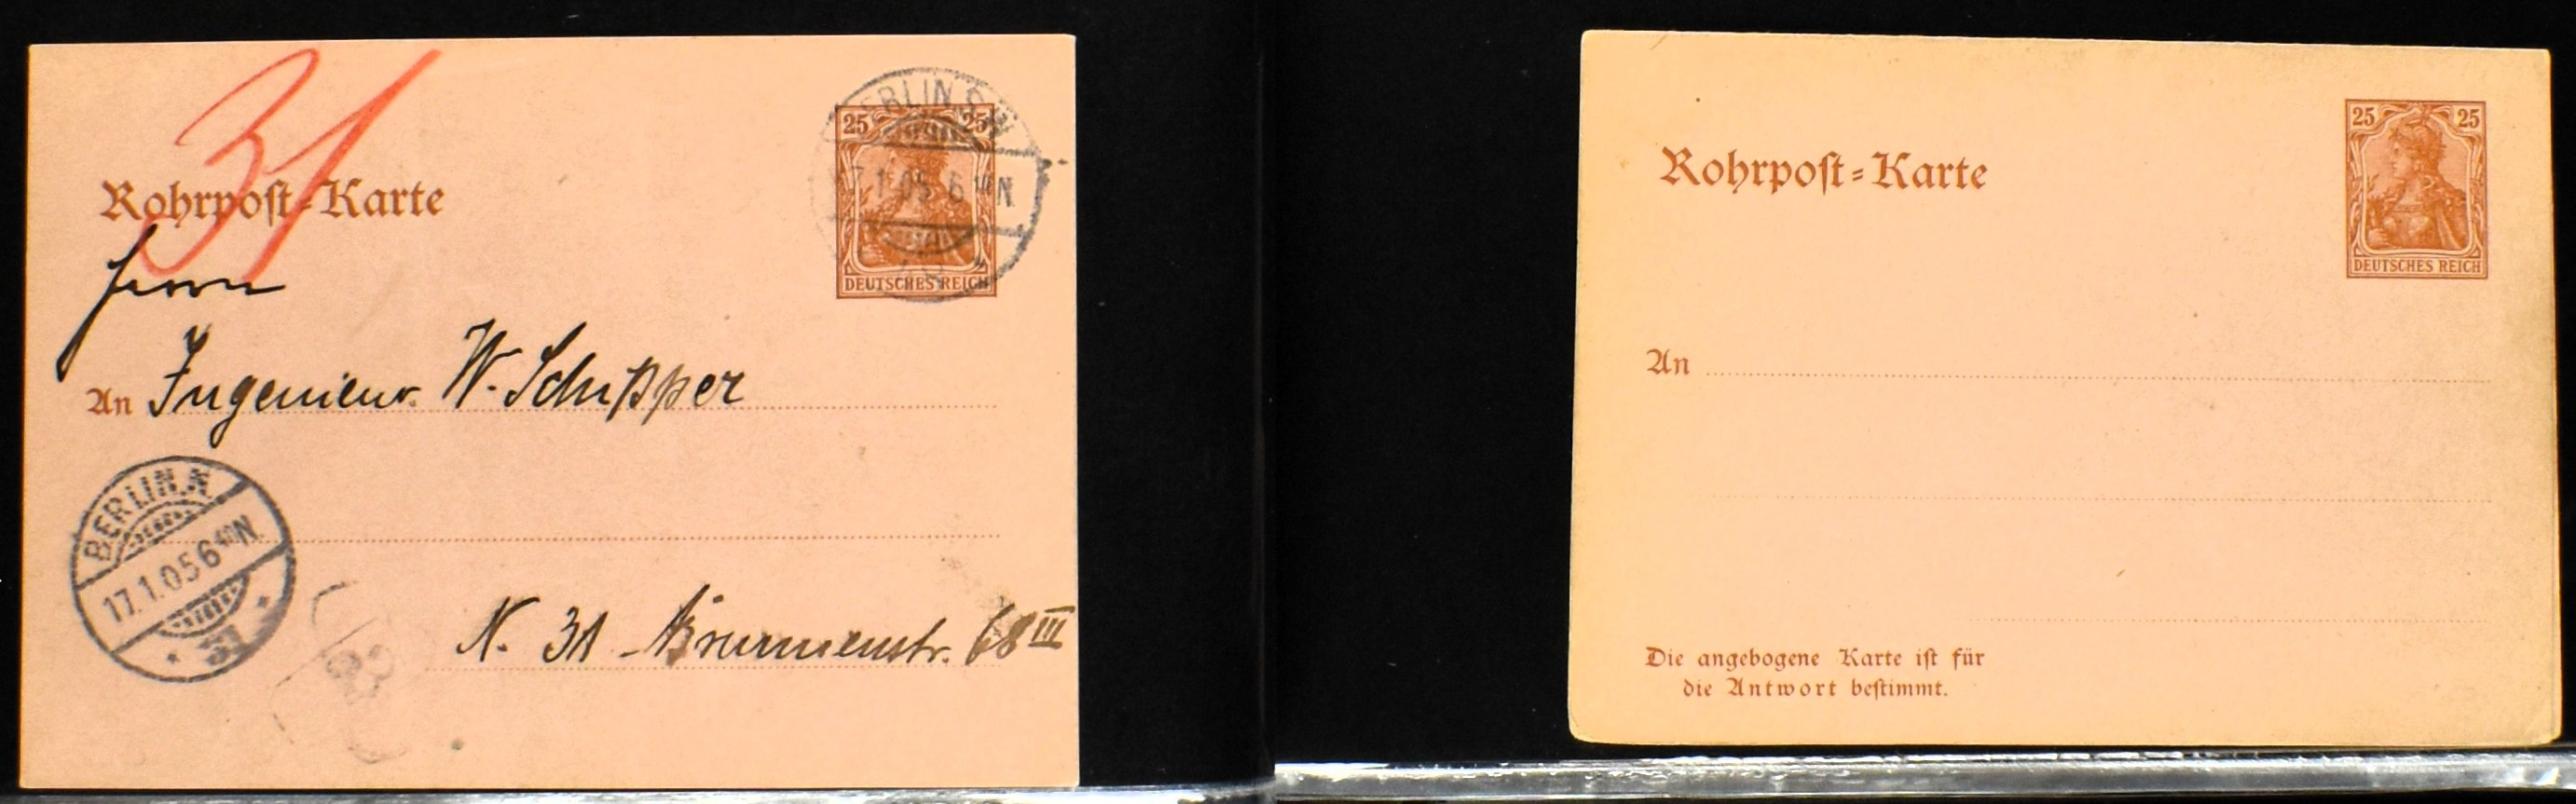 31
Rohrpost-Karte
BERLIN.S.W
17.1.05 6 10 N.
25 25
DEUTSCHES REICH
Herrn
An Ingenieur W. Schipper
BERLIN.N.
17.1.05 6 40 N.
31
N. 31 Brunnenstr. 68 III
Rohrpost-Karte
25 25
DEUTSCHES REICH
An
Die angebogene Karte ist für
die Antwort bestimmt.